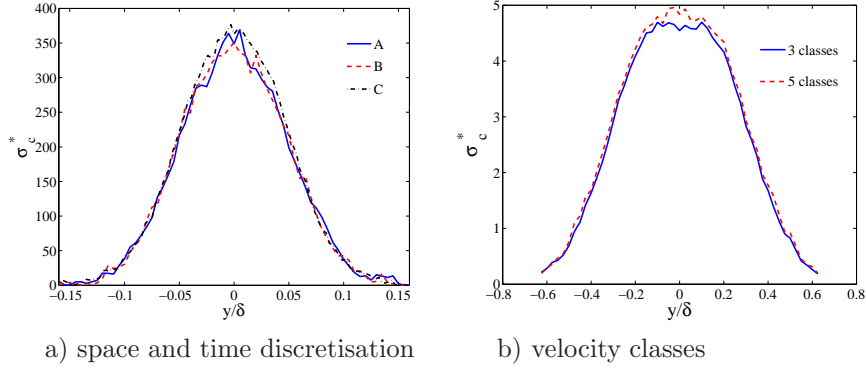 400
350
300
250
200
150
100
50
0
σ_c^*
−0.15 −0.1 −0.05 0 0.05 0.1 0.15
y/δ
A
B
C
a) space and time discretisation
5
4
3
2
1
0
σ_c^*
−0.8 −0.6 −0.4 −0.2 0 0.2 0.4 0.6 0.8
y/δ
3 classes
5 classes
b) velocity classes